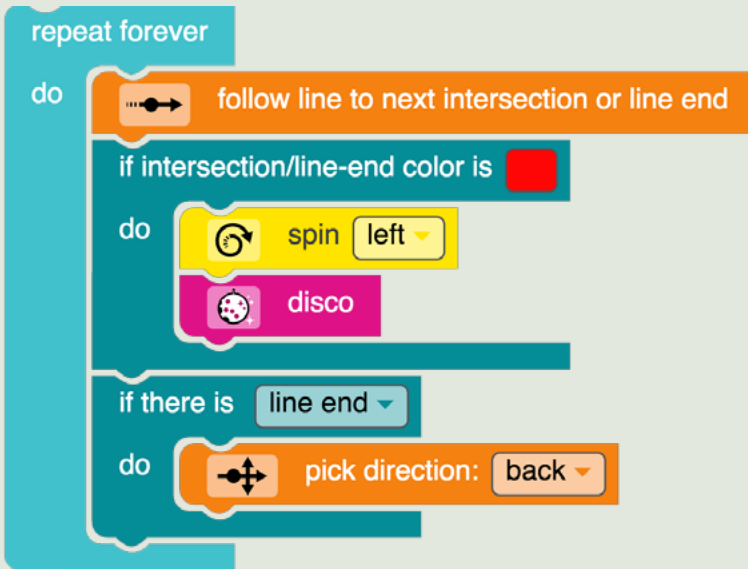 repeat forever
do
follow line to next intersection or line end
if intersection/line-end color is
do
spin left
disco
if there is line end
do
pick direction: back